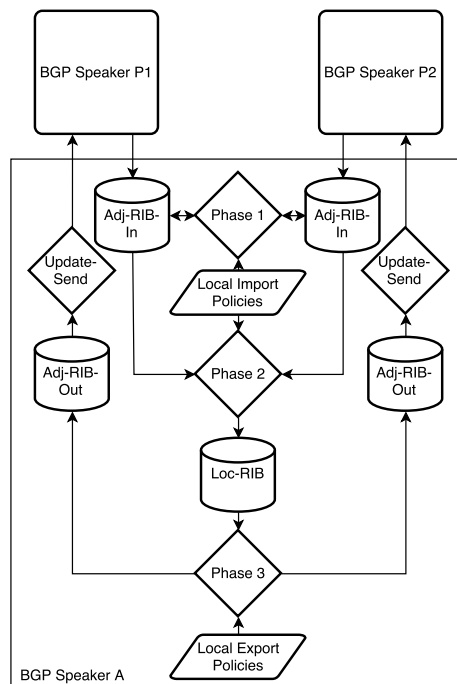 BGP Speaker P1
BGP Speaker P2
Adj-RIB-
In
Phase 1
Adj-RIB-
In
Update-
Send
Update-
Send
Local Import
Policies
Adj-RIB-
Out
Phase 2
Adj-RIB-
Out
Loc-RIB
Phase 3
Local Export
Policies
BGP Speaker A